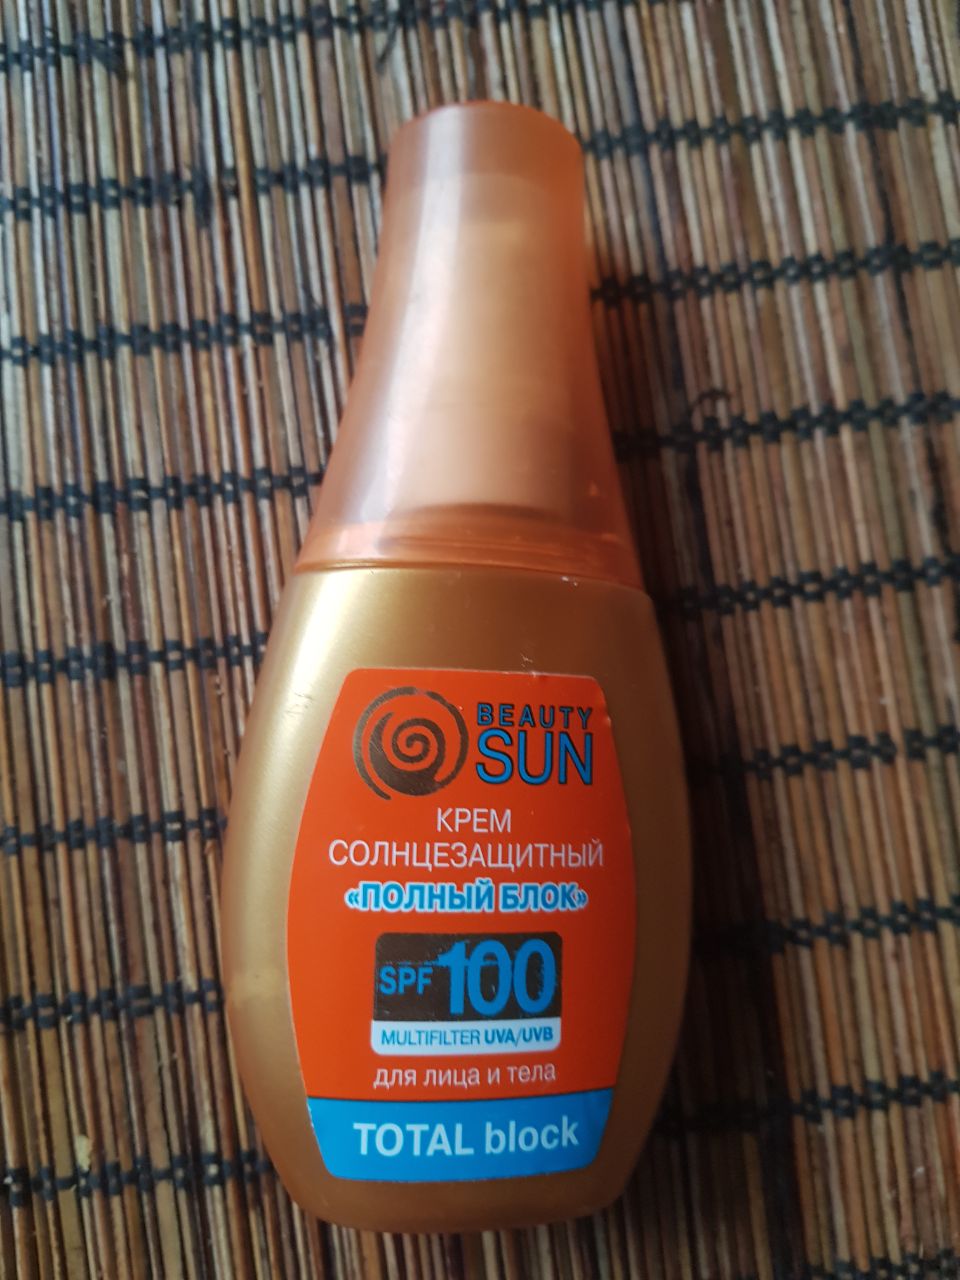 BEAUTY
SUN
КРЕМ
СОЛНЦЕЗАЩИТНЫЙ
«ПОЛНЫЙ БЛОК»
SPF 100
MULTIFILTER UVA/UVB
для лица и тела
TOTAL block